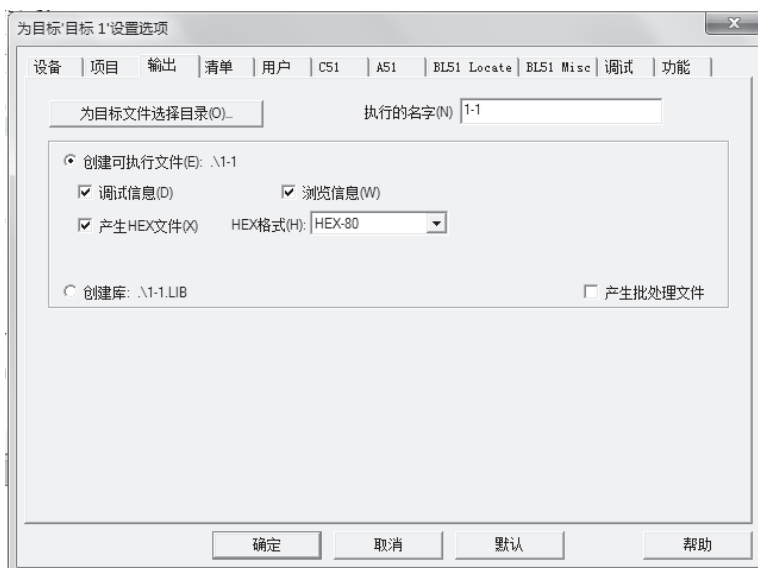 为目标'目标 1'设置选项
设备 项目 输出 清单 用户 C51 A51 BL51 Locate BL51 Misc 调试 功能
为目标文件选择目录(O)... 执行的名字(N) 1-1
创建可执行文件(E): .\1-1
调试信息(D) 浏览信息(W)
产生HEX文件(X) HEX格式(H): HEX-80
创建库: .\1-1.LIB 产生批处理文件
确定 取消 默认 帮助